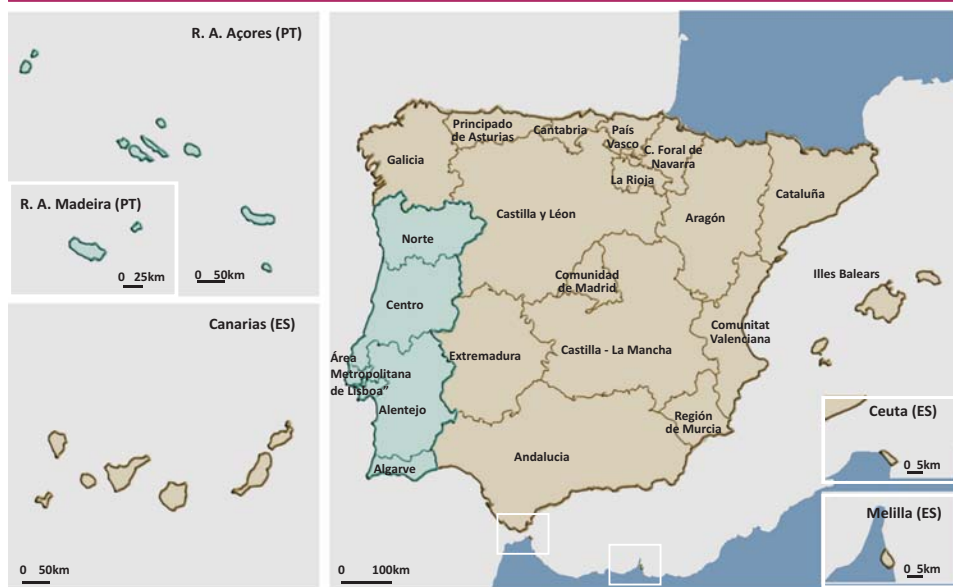 R. A. Açores (PT)
R. A. Madeira (PT)
0 25km
0 50km
Canarias (ES)
0 50km
Principado
de Asturias
Cantabria
País
Vasco
C. Foral de
Navarra
Galicia
La Rioja
Cataluña
Castilla y Léon
Aragón
Norte
Comunidad
de Madrid
Illes Balears
Centro
Comunitat
Valenciana
Área
Metropolitana
de Lisboa”
Extremadura
Castilla - La Mancha
Alentejo
Región
de Murcia
Andalucia
Algarve
Ceuta (ES)
0 5km
Melilla (ES)
0 5km
0 100km